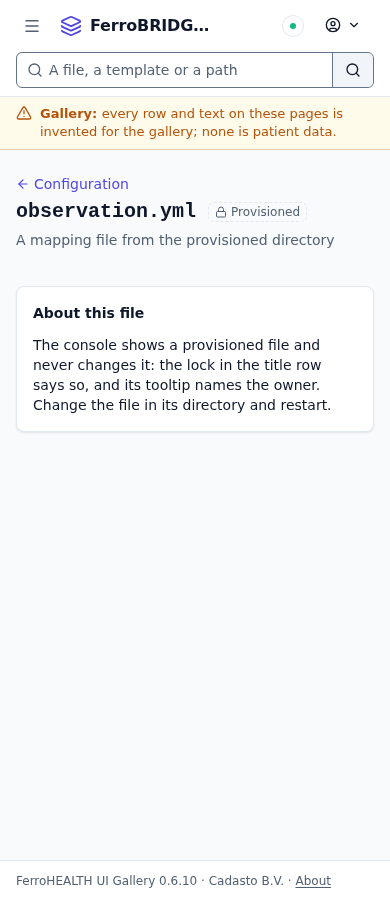 FerroBRIDG...
A file, a template or a path
Gallery: every row and text on these pages is
invented for the gallery; none is patient data.
← Configuration
observation.yml Provisioned
A mapping file from the provisioned directory
About this file
The console shows a provisioned file and
never changes it: the lock in the title row
says so, and its tooltip names the owner.
Change the file in its directory and restart.
FerroHEALTH UI Gallery 0.6.10 · Cadasto B.V. · About